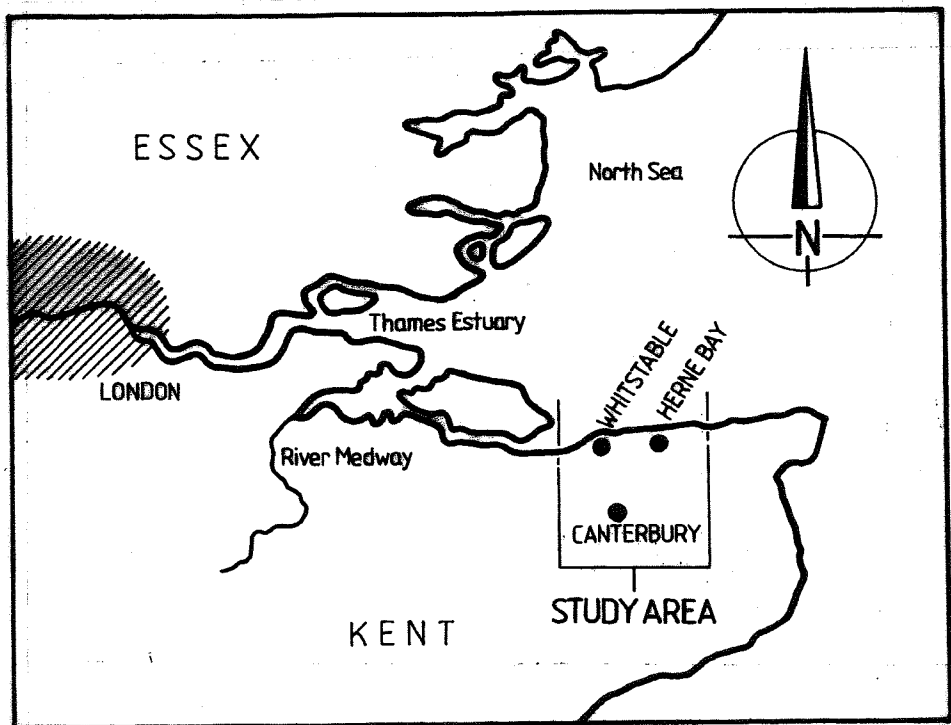 ESSEX
North Sea
N
Thames Estuary
WHITSTABLE
HERNE BAY
LONDON
River Medway
CANTERBURY
STUDY AREA
KENT